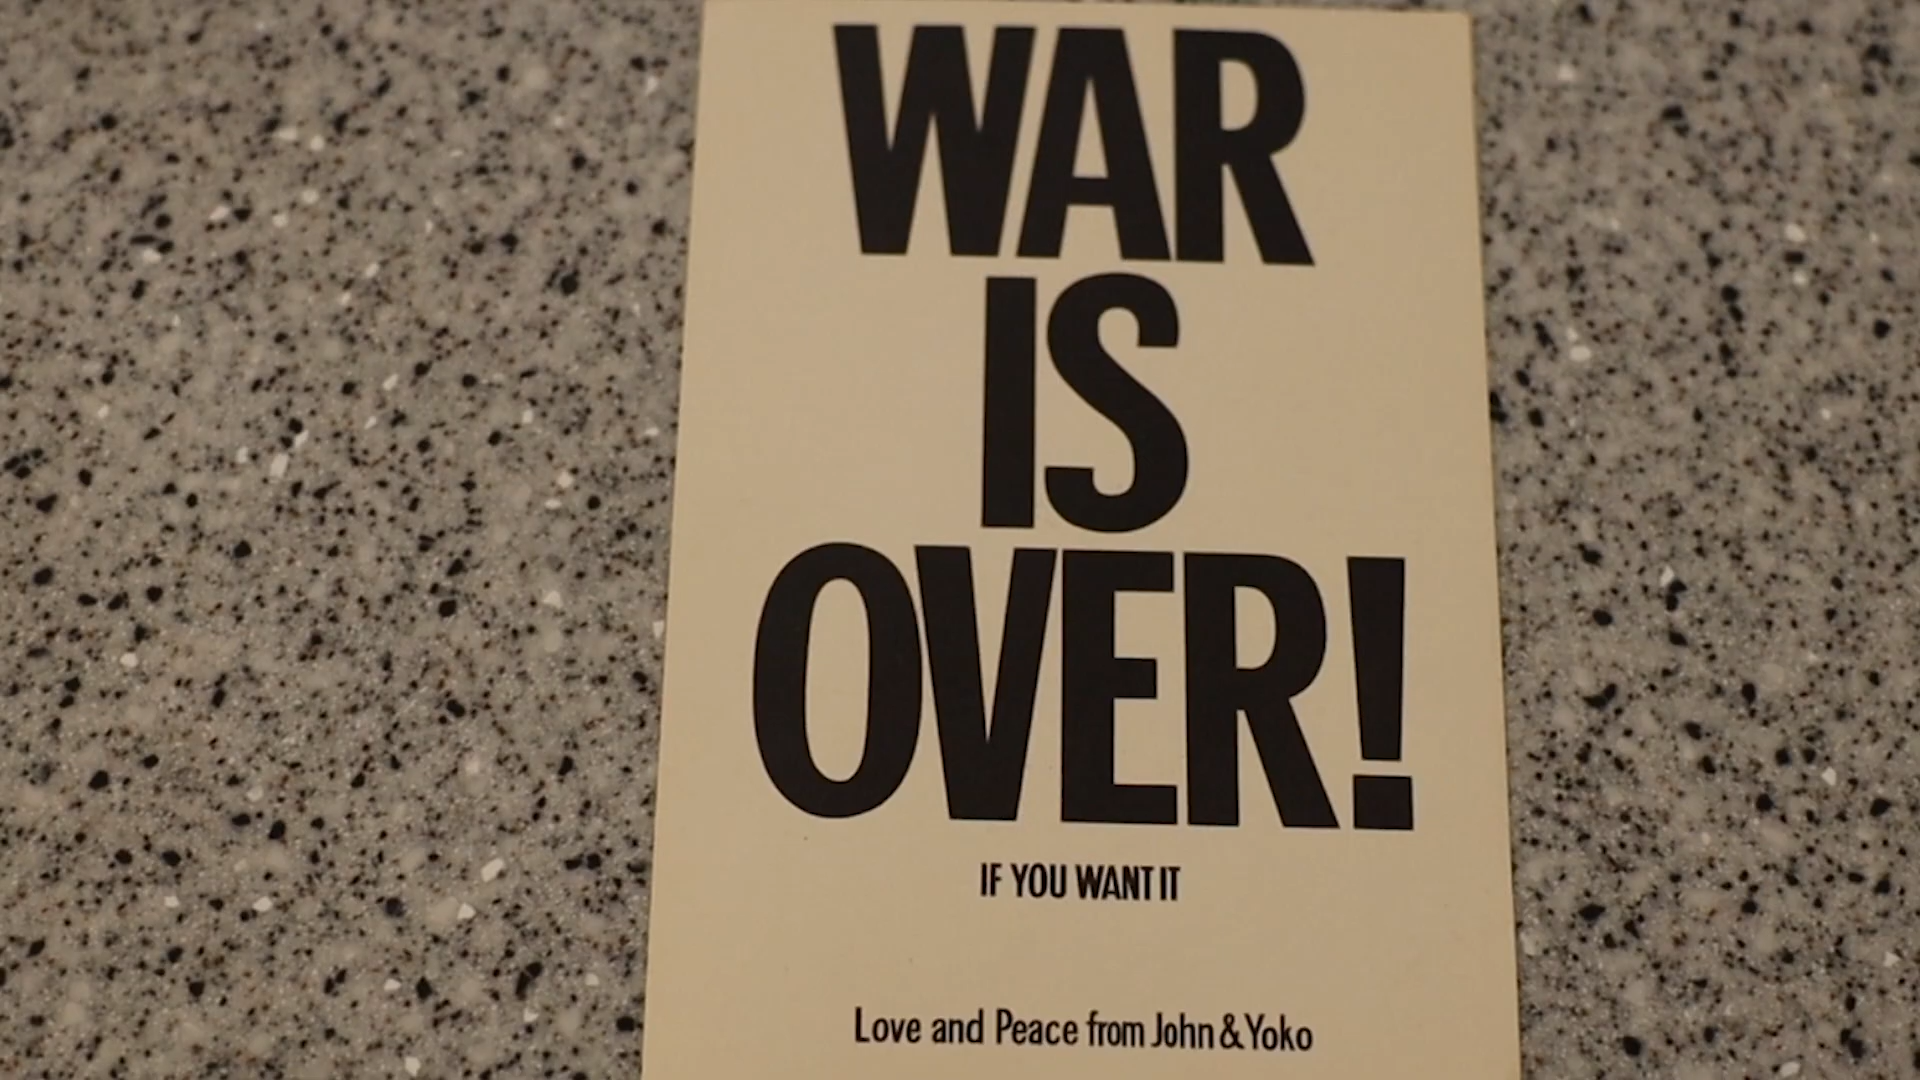 WAR
IS
OVER!
IF YOU WANT IT
Love and Peace from John & Yoko